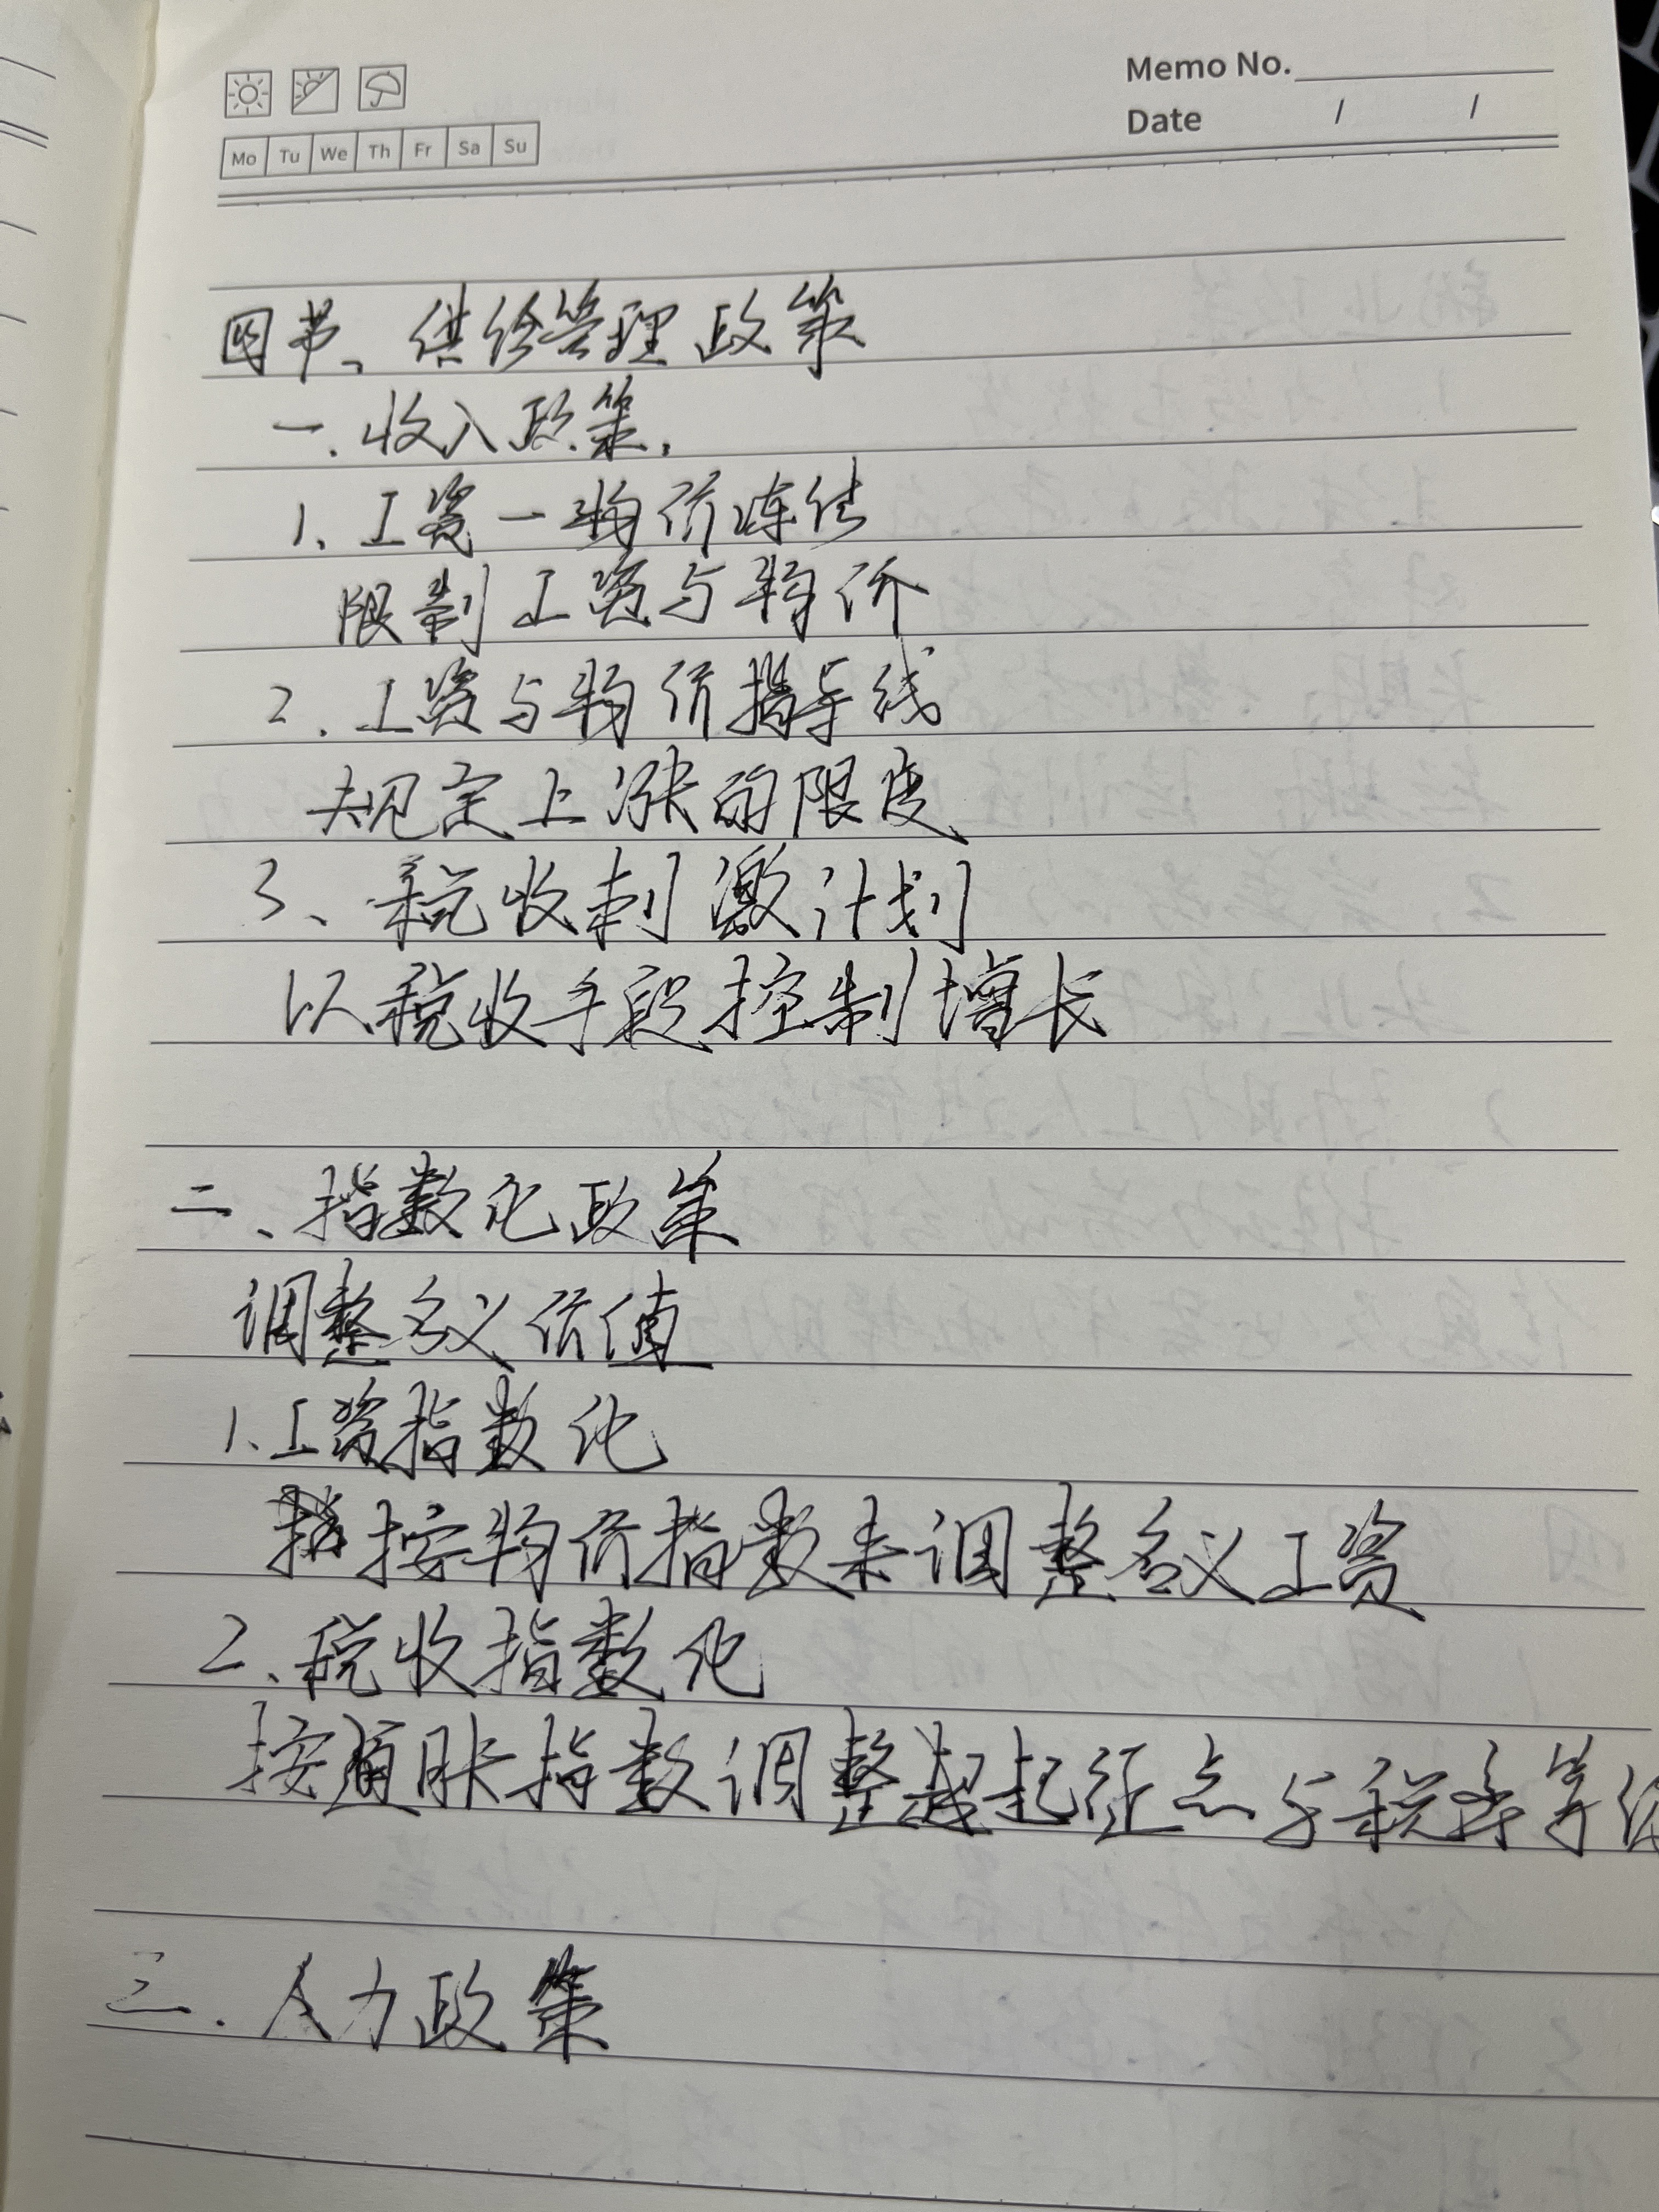 Memo No.
Date / /
Mo Tu We Th Fr Sa Su
四节、供给管理政策
一.收入政策.
1、工资一物价冻结
限制工资与物价
2.工资与物价指导线
规定上涨的限度
3、税收刺激计划
以税收手段控制增长
二、指数化政策
调整名义价值
1、工资指数化
按物价指数来调整名义工资
2、税收指数化
按通胀指数调整起征点与税率等级
三.人力政策